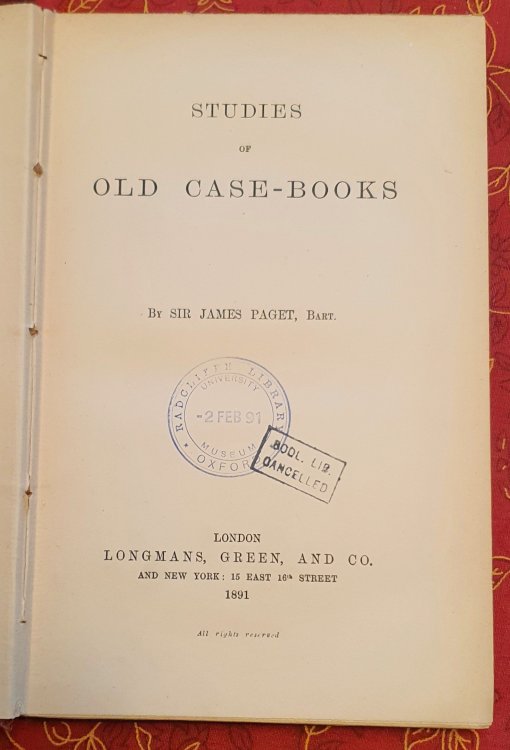 STUDIES
OF
OLD CASE-BOOKS
BY SIR JAMES PAGET, BART.
RADCLIFFE LIBRARY
UNIVERSITY
-2 FEB 91
MUSEUM
OXFORD
BODL. LIB.
CANCELLED
LONDON
LONGMANS, GREEN, AND CO.
AND NEW YORK: 15 EAST 16th STREET
1891
All rights reserved